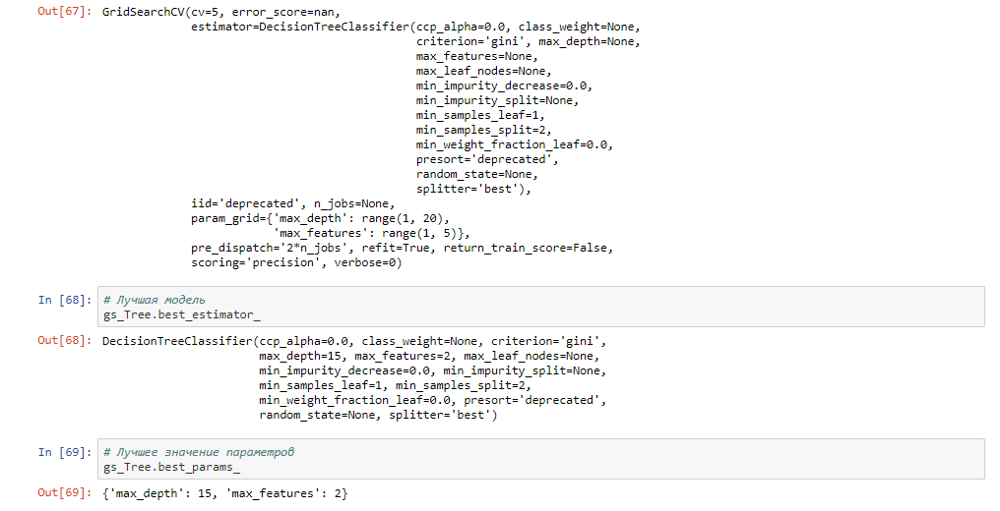 Out[67]: GridSearchCV(cv=5, error_score=nan,
estimator=DecisionTreeClassifier(ccp_alpha=0.0, class_weight=None,
criterion='gini', max_depth=None,
max_features=None,
max_leaf_nodes=None,
min_impurity_decrease=0.0,
min_impurity_split=None,
min_samples_leaf=1,
min_samples_split=2,
min_weight_fraction_leaf=0.0,
presort='deprecated',
random_state=None,
splitter='best'),
iid='deprecated', n_jobs=None,
param_grid={'max_depth': range(1, 20),
'max_features': range(1, 5)},
pre_dispatch='2*n_jobs', refit=True, return_train_score=False,
scoring='precision', verbose=0)
In [68]: # Лучшая модель
gs_Tree.best_estimator_
Out[68]: DecisionTreeClassifier(ccp_alpha=0.0, class_weight=None, criterion='gini',
max_depth=15, max_features=2, max_leaf_nodes=None,
min_impurity_decrease=0.0, min_impurity_split=None,
min_samples_leaf=1, min_samples_split=2,
min_weight_fraction_leaf=0.0, presort='deprecated',
random_state=None, splitter='best')
In [69]: # Лучшее значение параметров
gs_Tree.best_params_
Out[69]: {'max_depth': 15, 'max_features': 2}